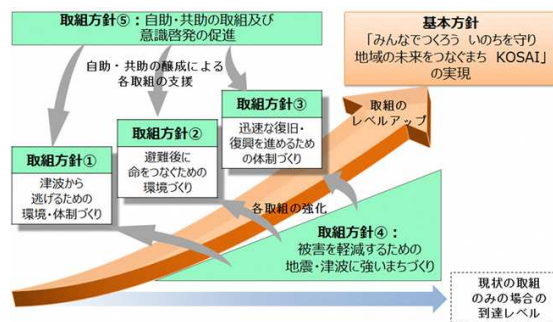 取組方針⑤：自助・共助の取組及び
意識啓発の促進
自助・共助の醸成による
各取組の支援
基本方針
「みんなでつくろう いのちを守り
地域の未来をつなぐまち KOSAI」
の実現
取組の
レベルアップ
取組方針③
迅速な復旧・
復興を進めるため
の体制づくり
取組方針②
避難後に
命をつなぐための
環境づくり
取組方針①
津波から
逃げるための
環境・体制づくり
各取組の強化
取組方針④：
被害を軽減するための
地震・津波に強いまちづくり
現状の取組
のみの場合の
到達レベル